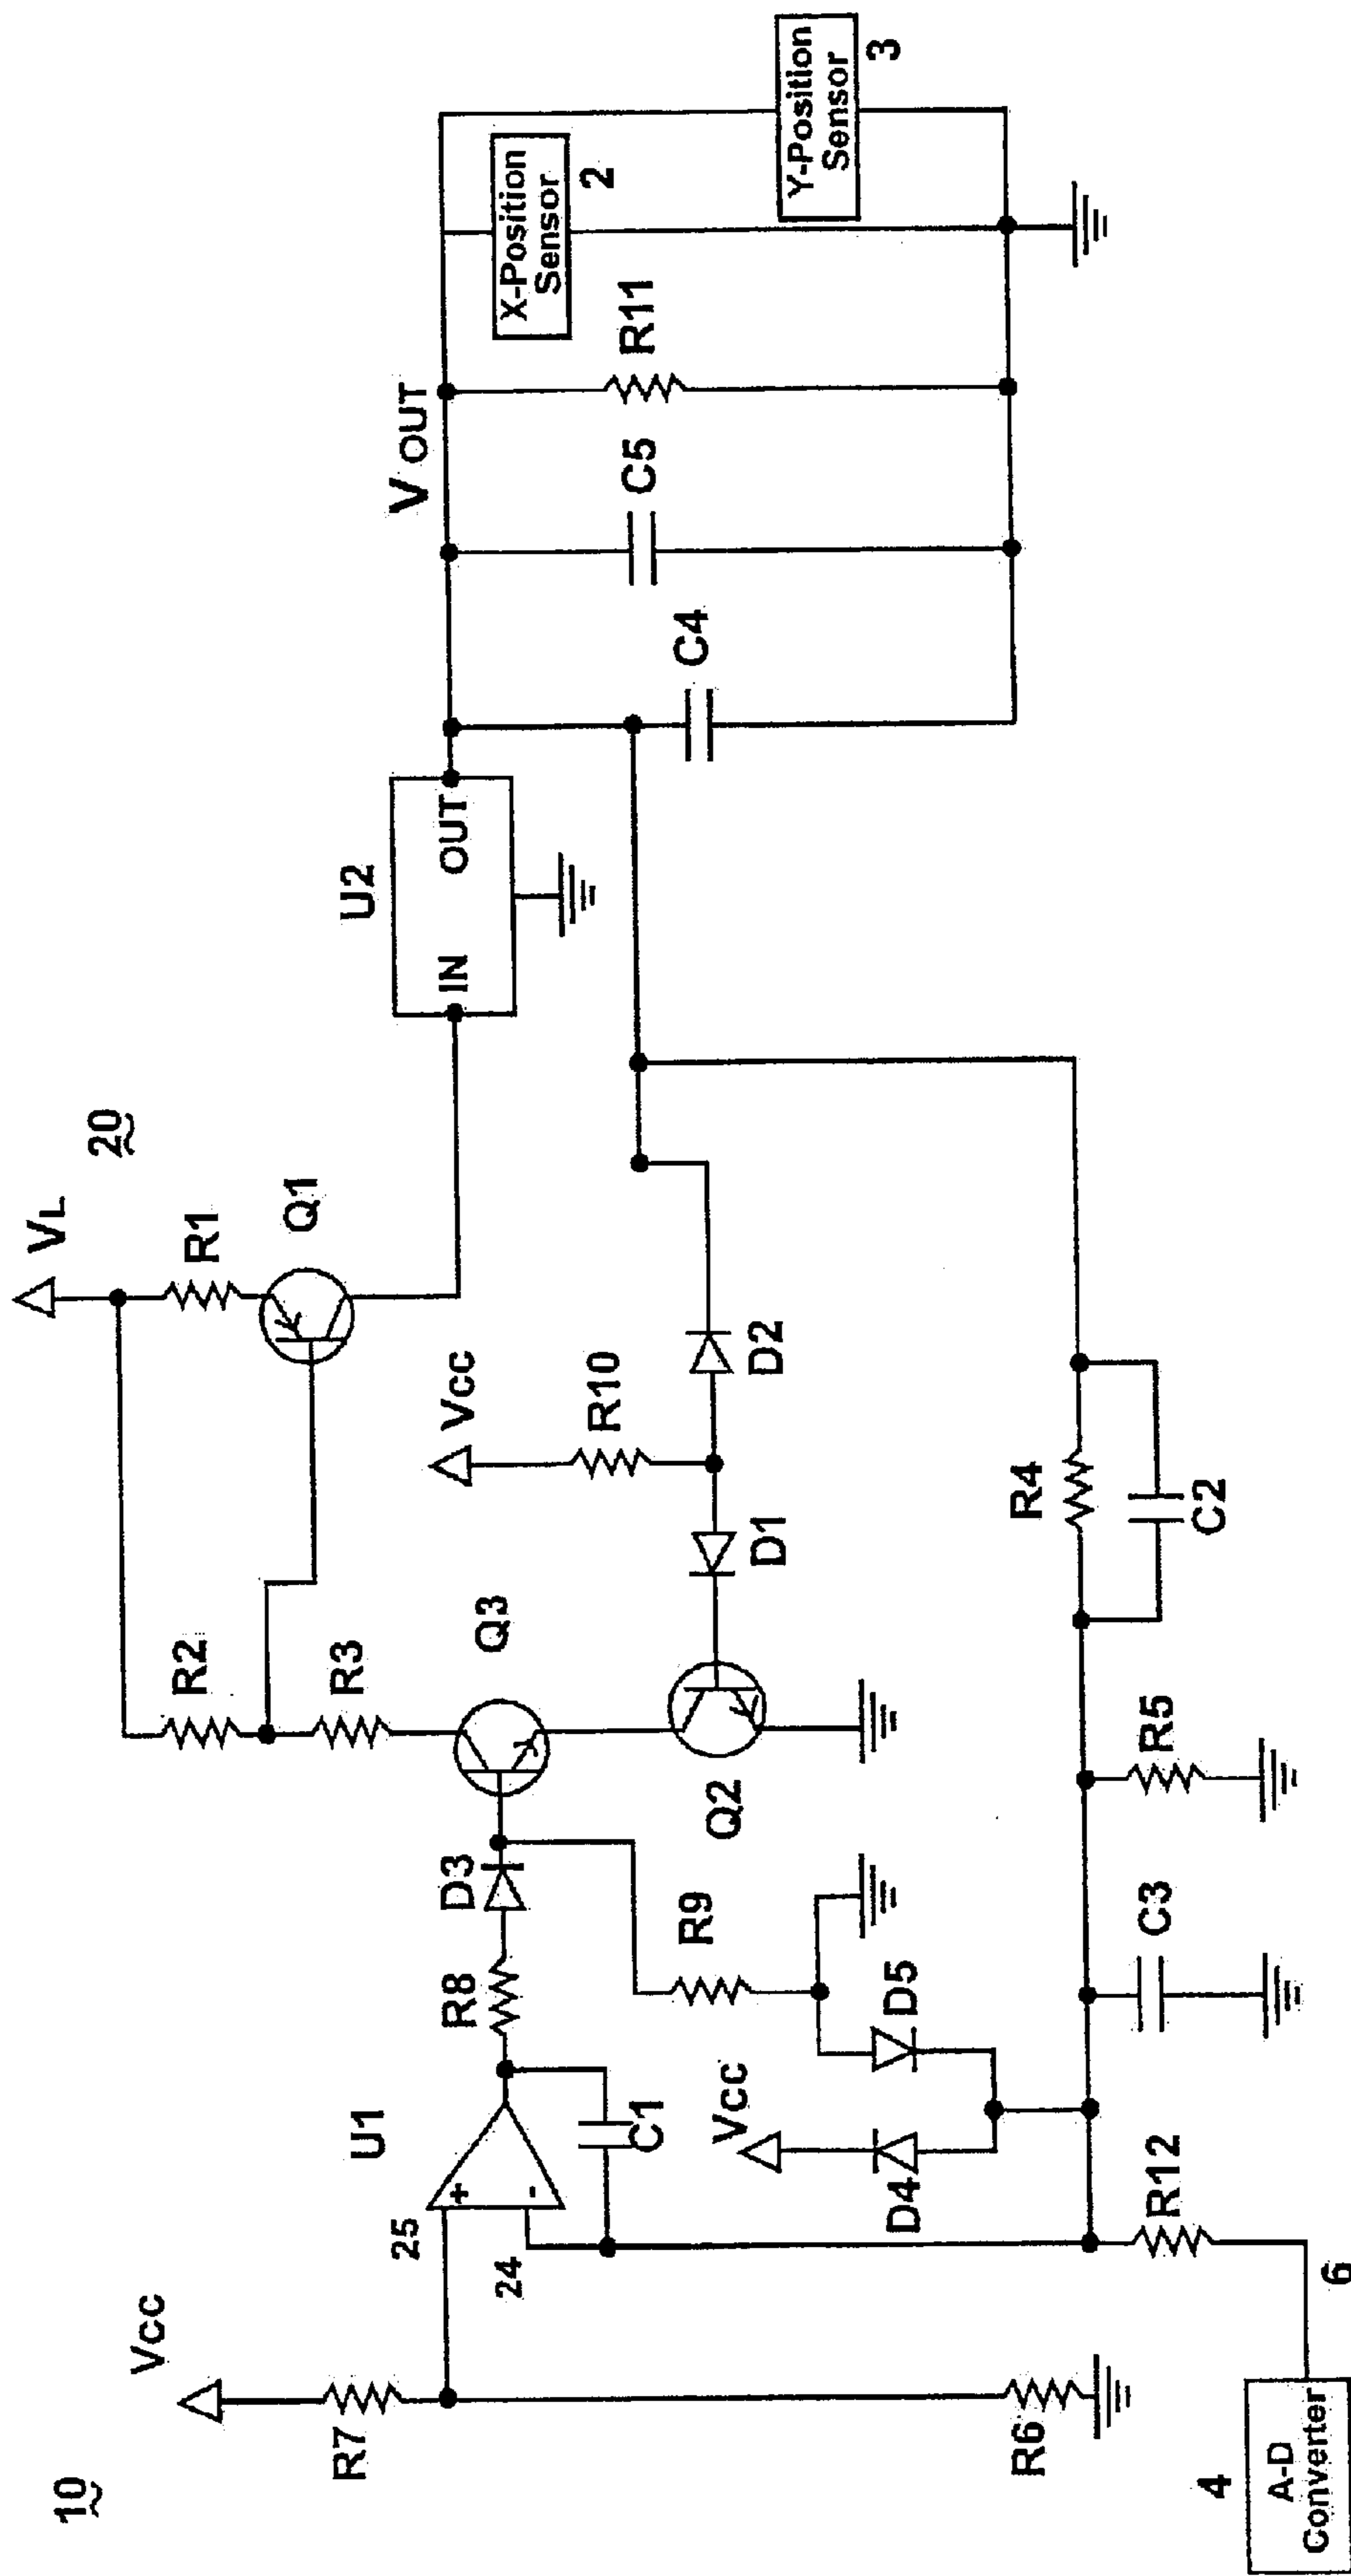 10
Vcc
R7
25
24
U1
+
-
C1
R8
D3
R9
Vcc
D4
D5
R12
R6
4
A-D
Converter
6
C3
R5
R4
C2
R2
R3
Q3
Q2
D1
Vcc
R10
D2
VL
20
R1
Q1
U2
IN
OUT
VOUT
C4
C5
R11
X-Position
Sensor
2
Y-Position
Sensor
3